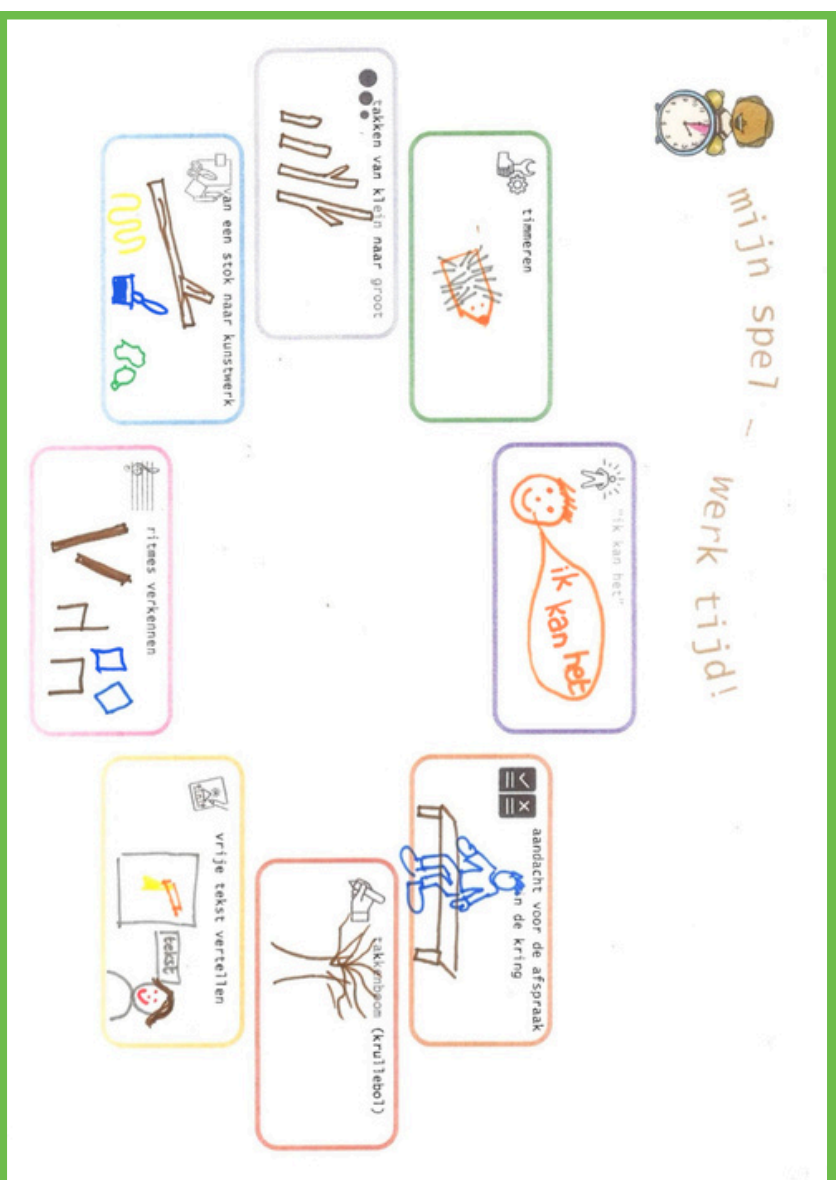 mijn spel – werk tijd!
"ik kan het"
ik kan het
timmeren
aandacht voor de afspraak
de kring
takken van klein naar groot
takkenboom (krullebol)
van een stok naar kunstwerk
vrije tekst vertellen
tekst
ritmes verkennen